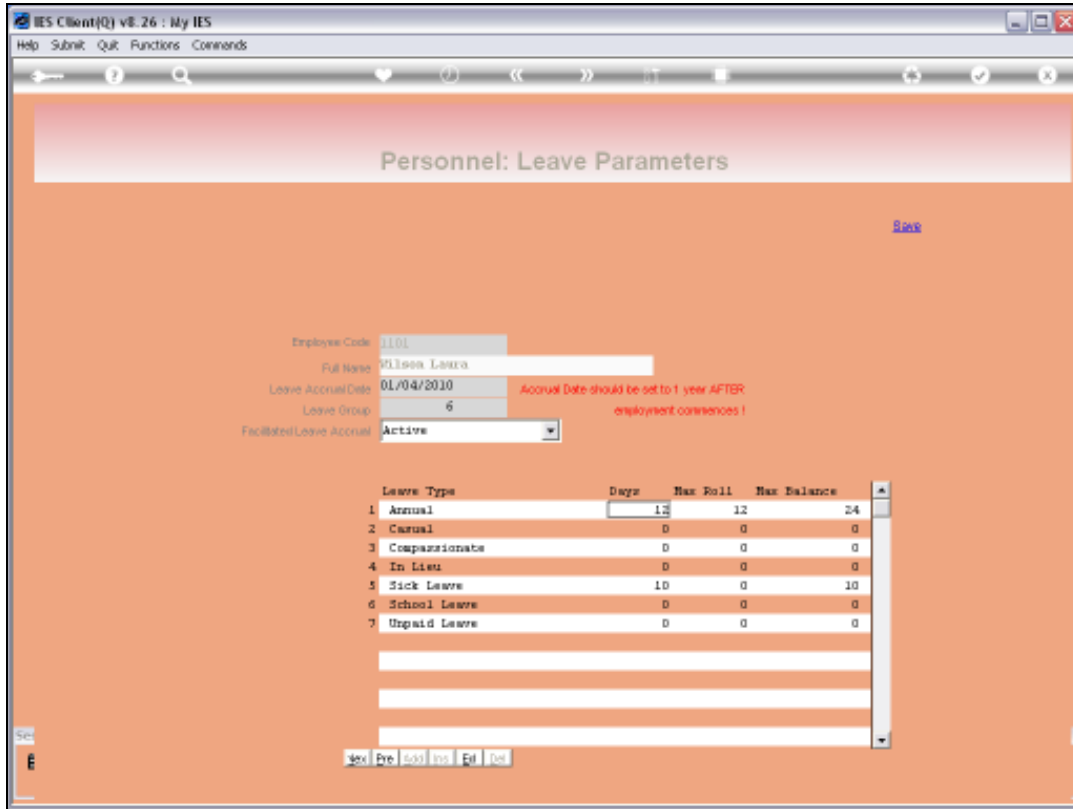 IES Client(Q) v8.26 : My IES
Help Submit Quit Functions Commands
Personnel: Leave Parameters
Save
Employee Code 1101
Full Name Wilson Laura
Leave Accrual Date 01/04/2010 Accrual Date should be set to 1 year AFTER
Leave Group 6 employment commences !
Facilitated Leave Accrual Active
Leave Type Days Max Roll Max Balance
1 Annual 12 12 24
2 Casual 0 0 0
3 Compassionate 0 0 0
4 In Lieu 0 0 0
5 Sick Leave 10 0 10
6 School Leave 0 0 0
7 Unpaid Leave 0 0 0
Nex Pre Add Ins Del